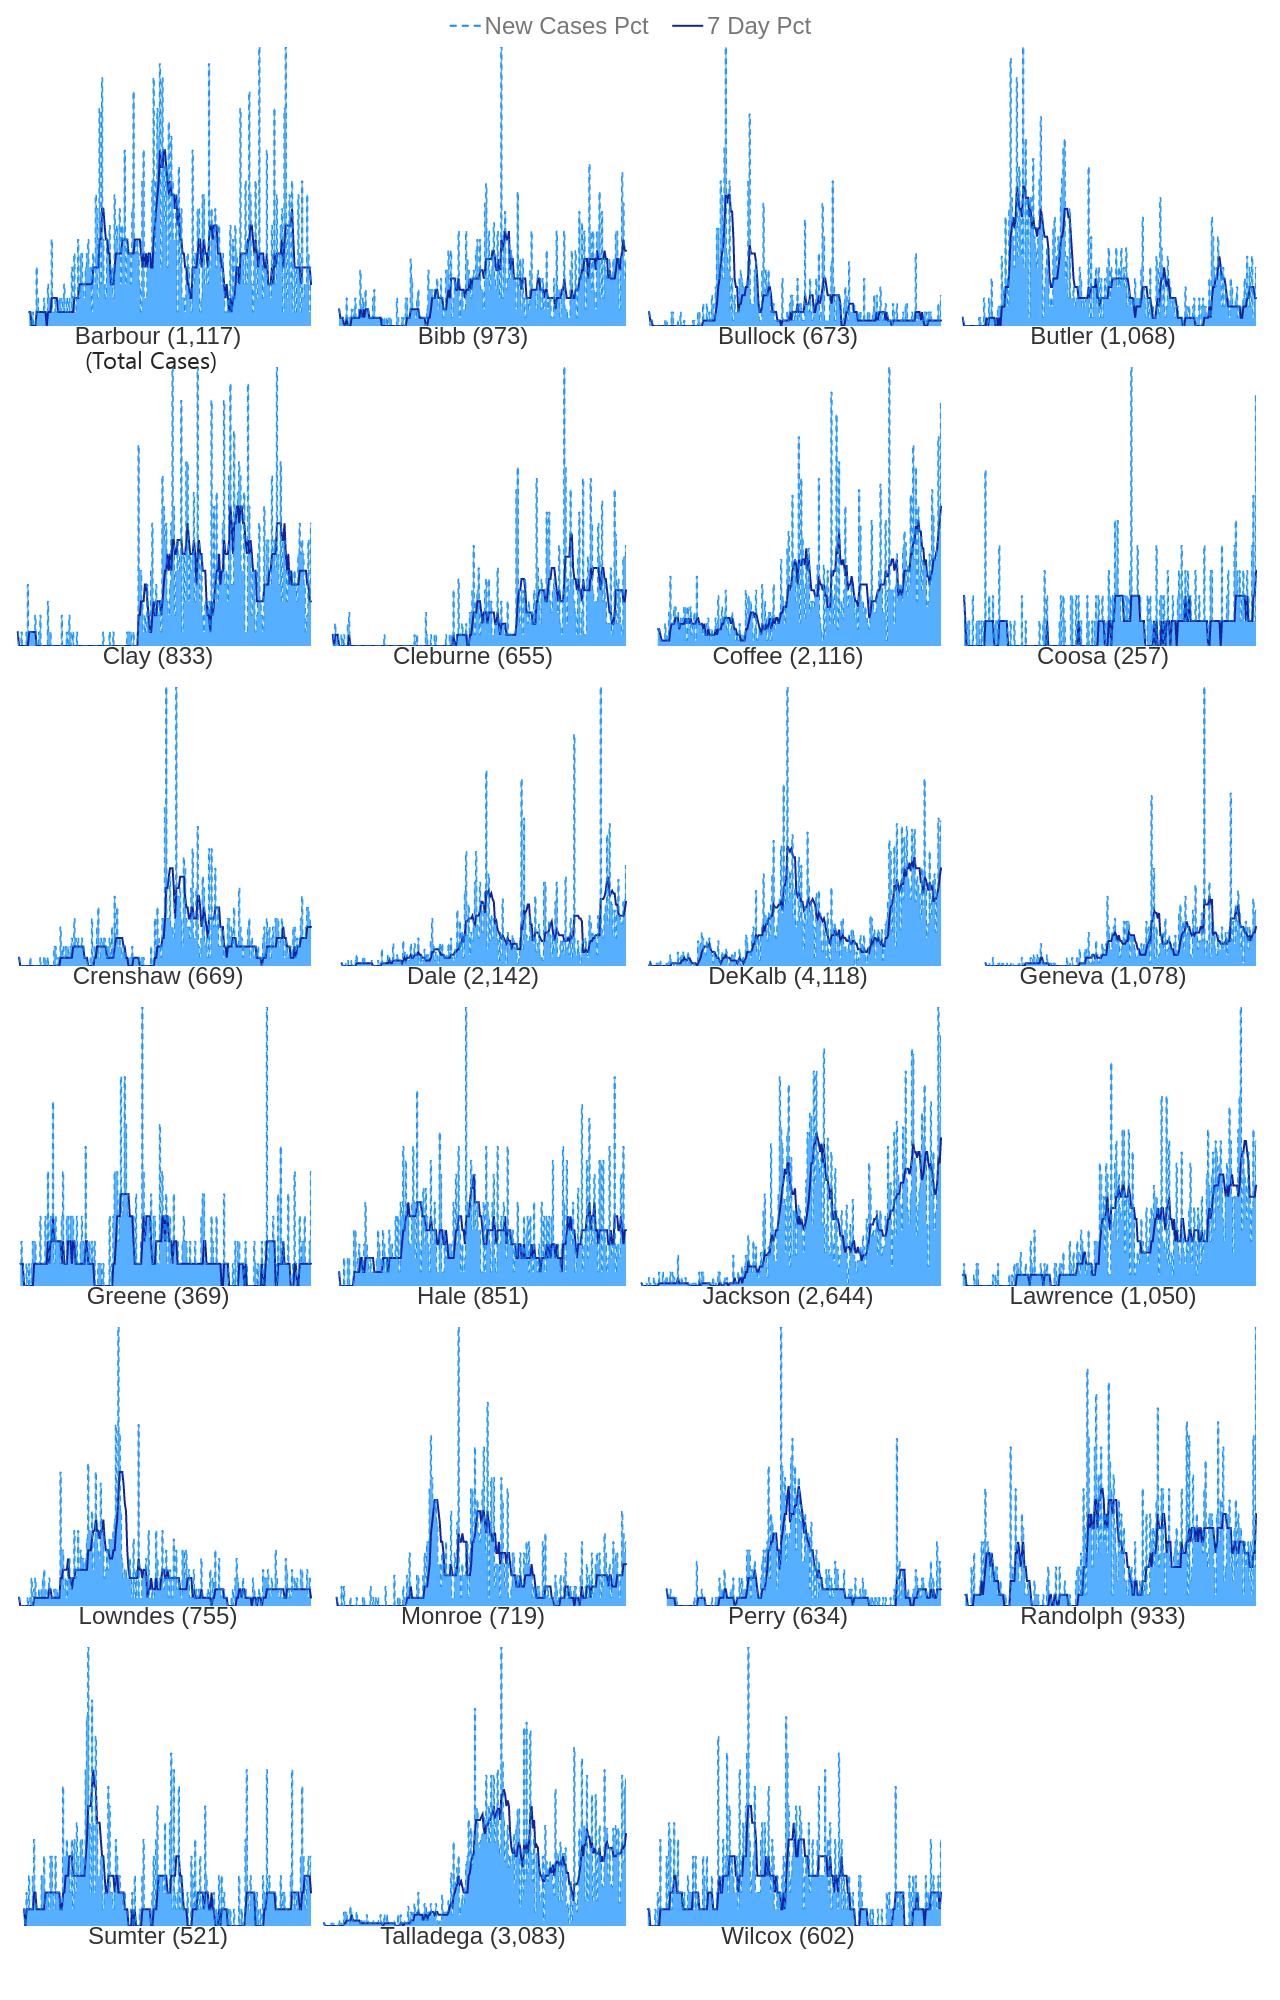 New Cases Pct 7 Day Pct
Barbour (1,117) Bibb (973) Bullock (673) Butler (1,068)
(Total Cases)
Clay (833) Cleburne (655) Coffee (2,116) Coosa (257)
Crenshaw (669) Dale (2,142) DeKalb (4,118) Geneva (1,078)
Greene (369) Hale (851) Jackson (2,644) Lawrence (1,050)
Lowndes (755) Monroe (719) Perry (634) Randolph (933)
Sumter (521) Talladega (3,083) Wilcox (602)